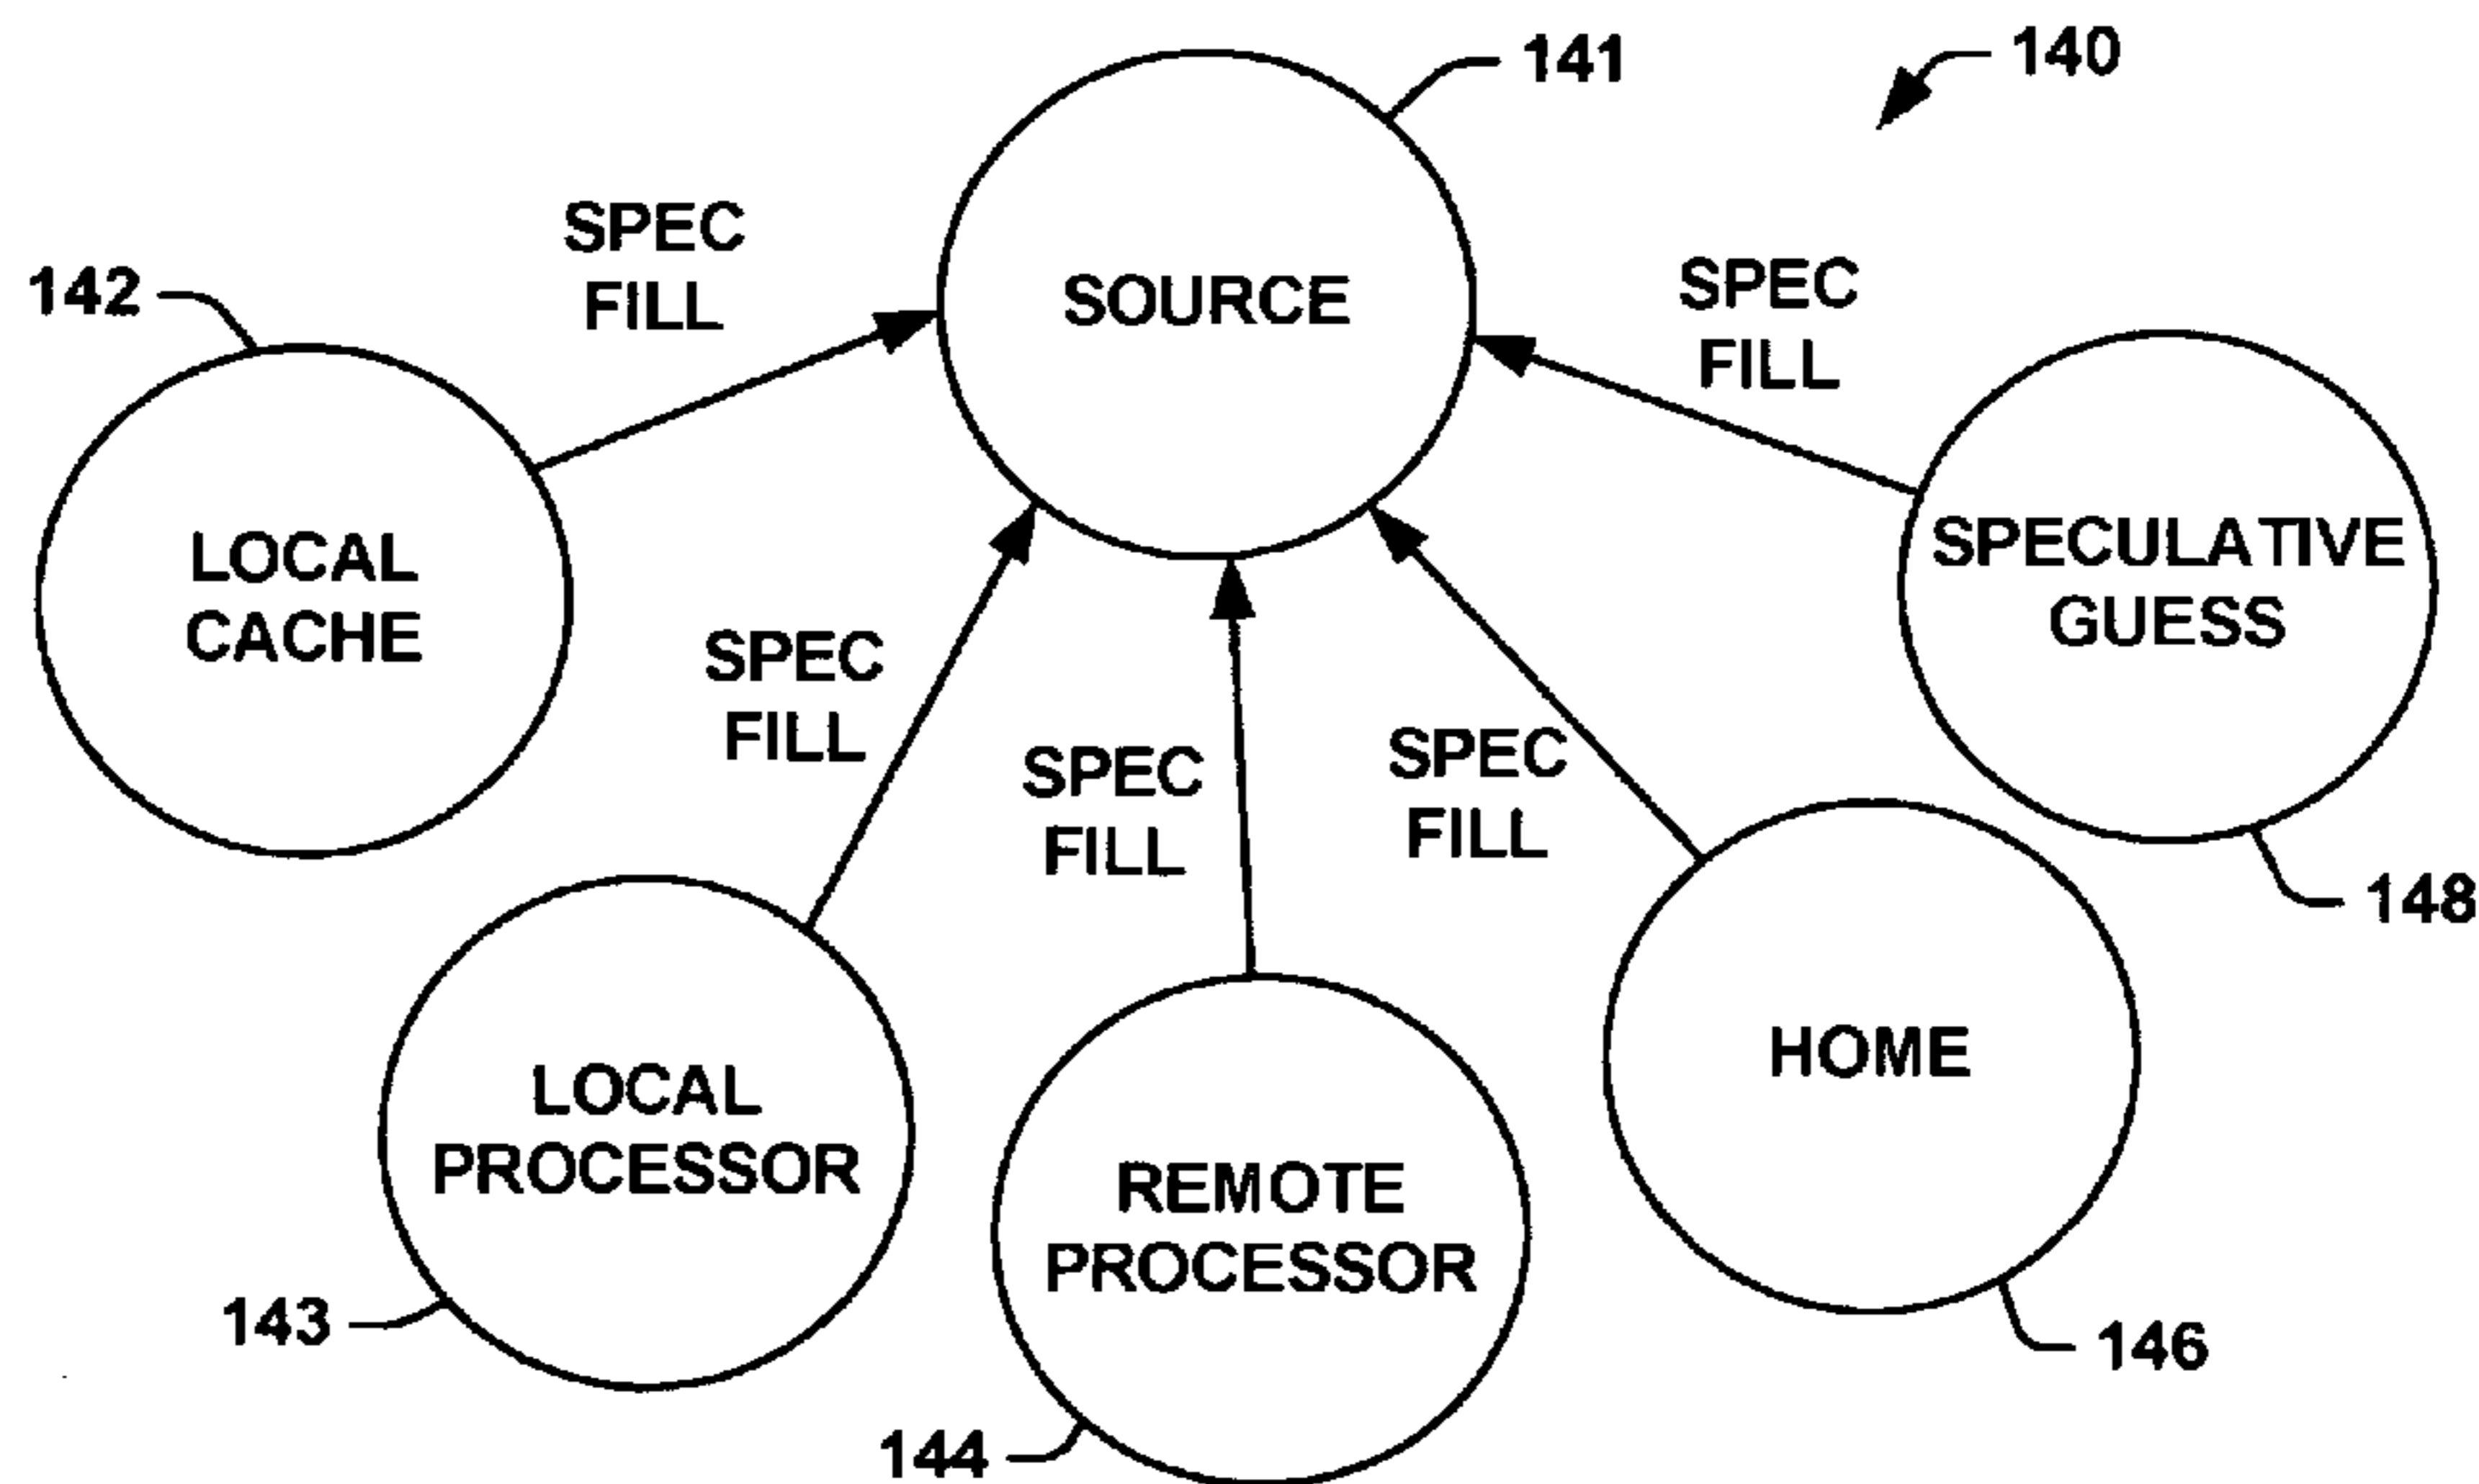 140
141
SPEC
FILL
142
SOURCE
SPEC
FILL
LOCAL
CACHE
SPECULATIVE
GUESS
SPEC
FILL
SPEC
FILL
SPEC
FILL
148
LOCAL
PROCESSOR
REMOTE
PROCESSOR
HOME
143
146
144